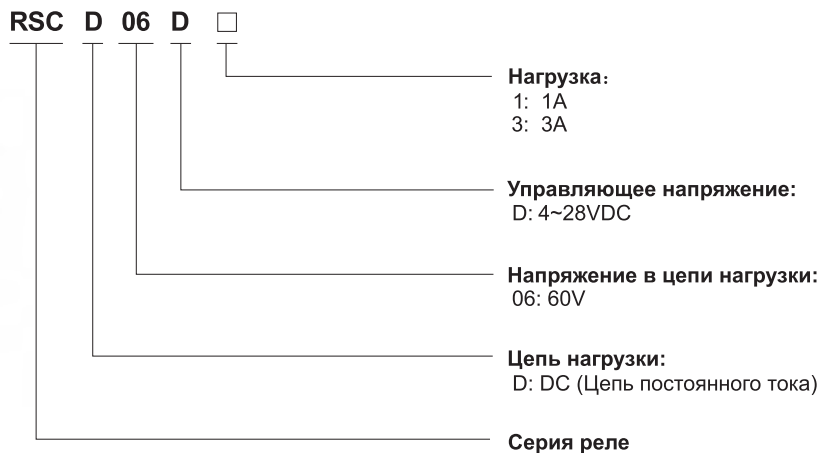 RSC D 06 D □
Нагрузка:
1: 1A
3: 3A
Управляющее напряжение:
D: 4~28VDC
Напряжение в цепи нагрузки:
06: 60V
Цепь нагрузки:
D: DC (Цепь постоянного тока)
Серия реле